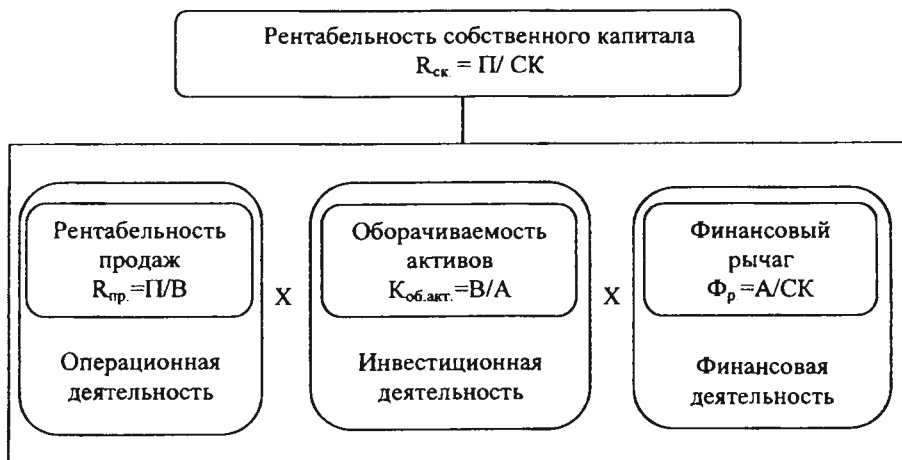 Рентабельность собственного капитала
Rск. = П/ СК
Рентабельность
продаж
Rпр.=П/В
Операционная
деятельность
X
Оборачиваемость
активов
Коб.акт.=В/А
Инвестиционная
деятельность
X
Финансовый
рычаг
Фр=А/СК
Финансовая
деятельность